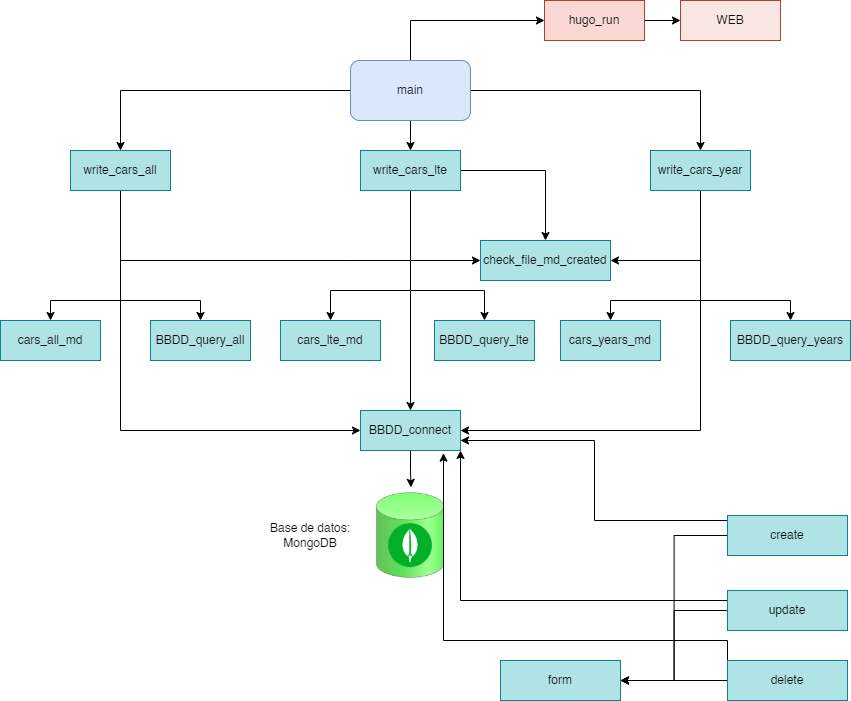 hugo_run
WEB
main
write_cars_all
write_cars_lte
write_cars_year
check_file_md_created
cars_all_md
BBDD_query_all
cars_lte_md
BBDD_query_lte
cars_years_md
BBDD_query_years
BBDD_connect
Base de datos:
MongoDB
create
update
form
delete